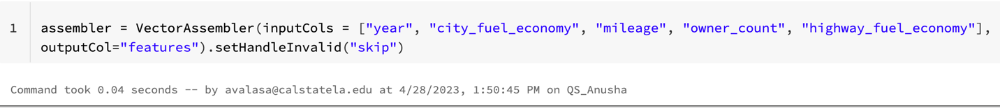 1 assembler = VectorAssembler(inputCols = ["year", "city_fuel_economy", "mileage", "owner_count", "highway_fuel_economy"],
outputCol="features").setHandleInvalid("skip")
Command took 0.04 seconds -- by avalasa@calstatela.edu at 4/28/2023, 1:50:45 PM on QS_Anusha